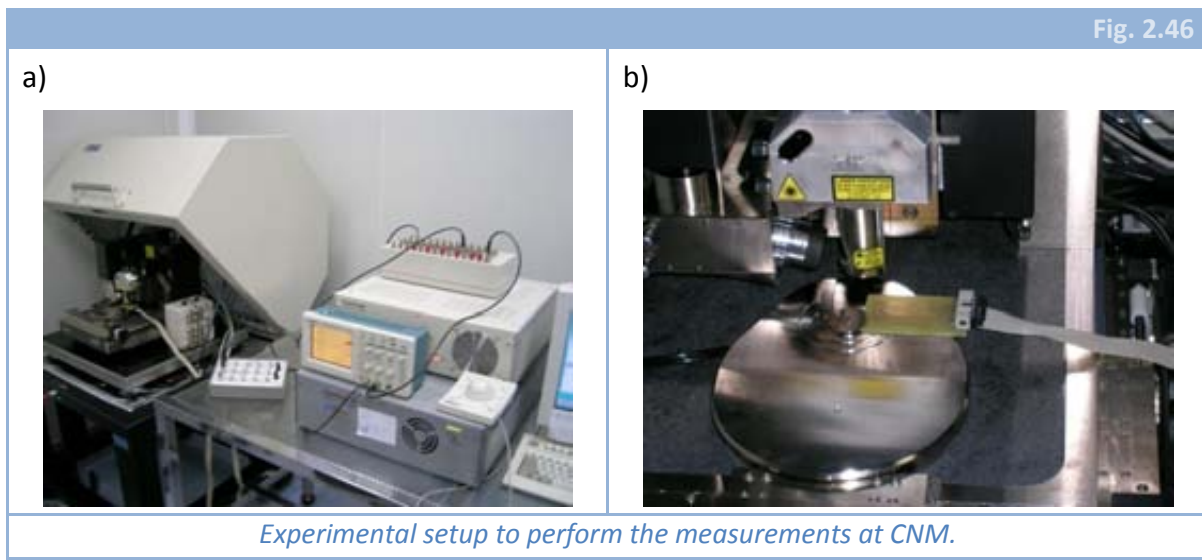 Fig. 2.46
a)
b)
Experimental setup to perform the measurements at CNM.